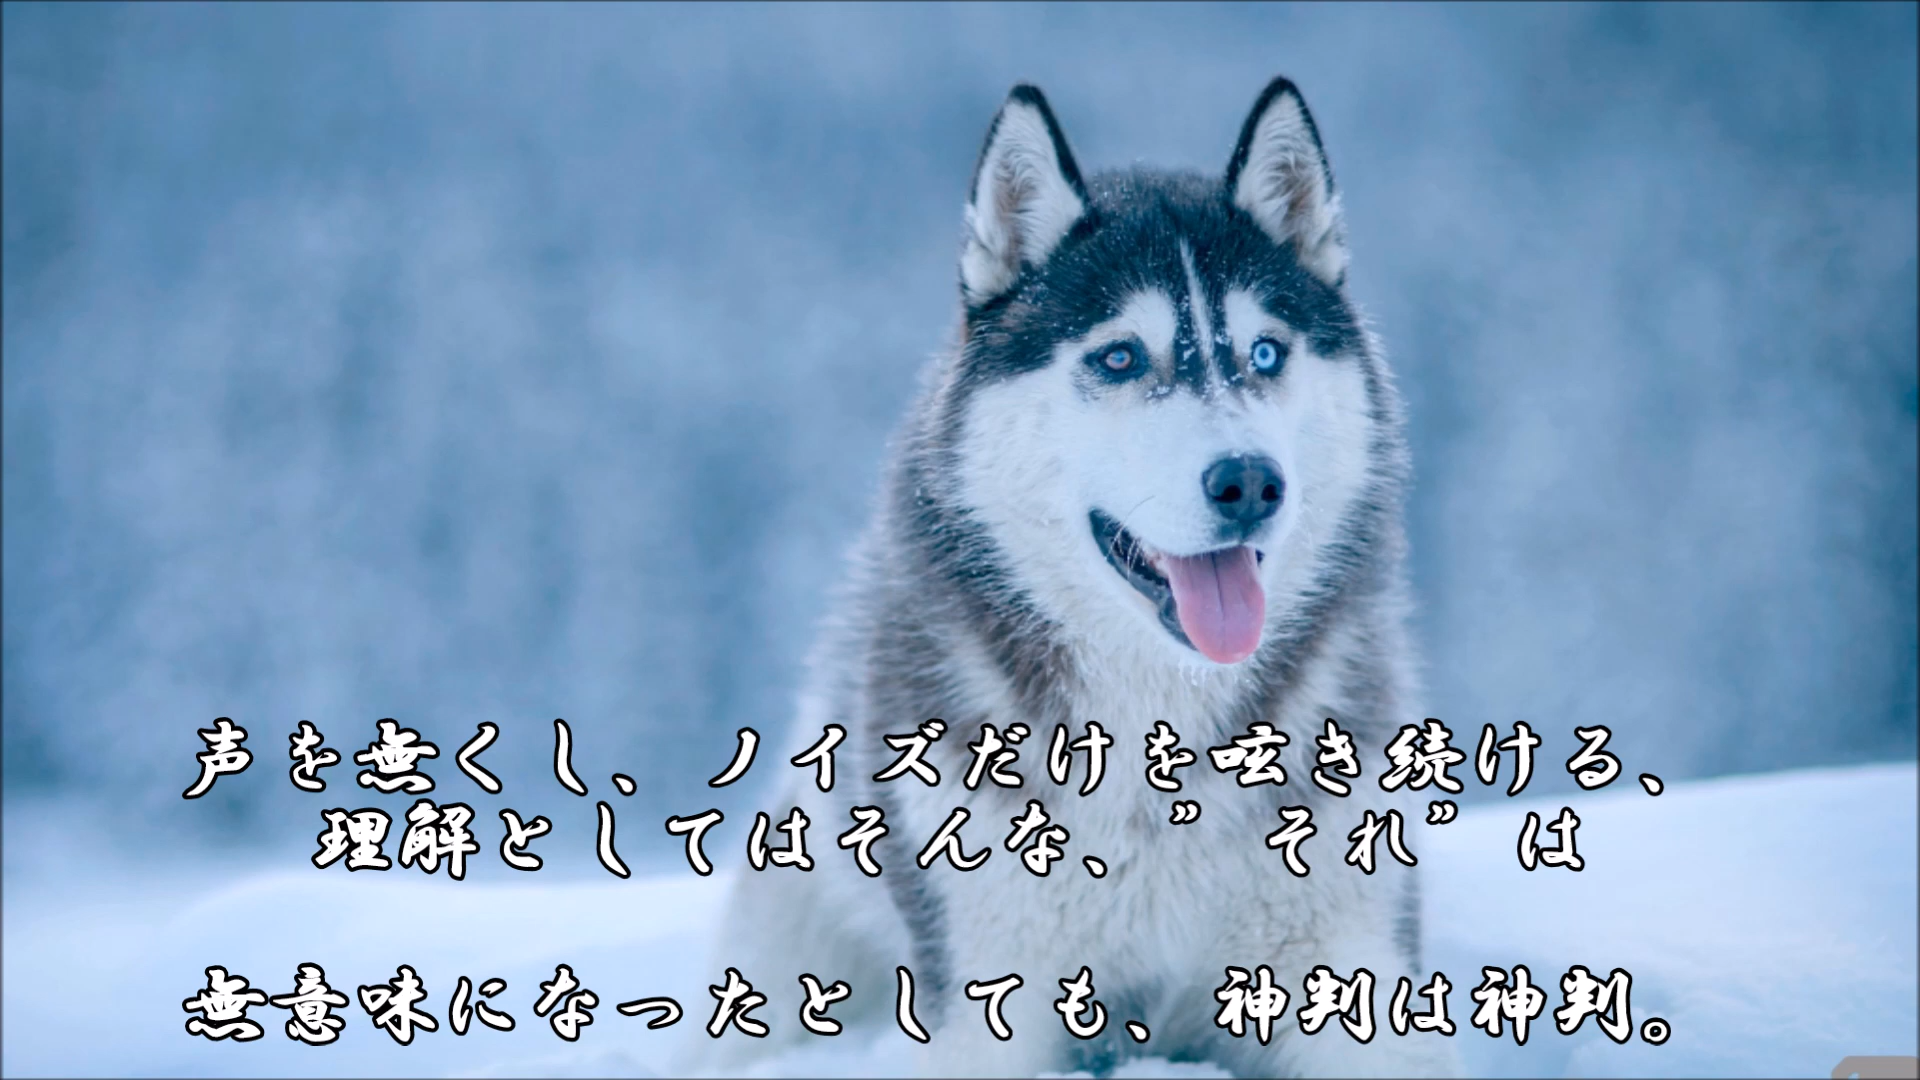 声を無くし、ノイズだけを呟き続ける、
理解としてはそんな、”それ”は
無意味になったとしても、神判は神判。